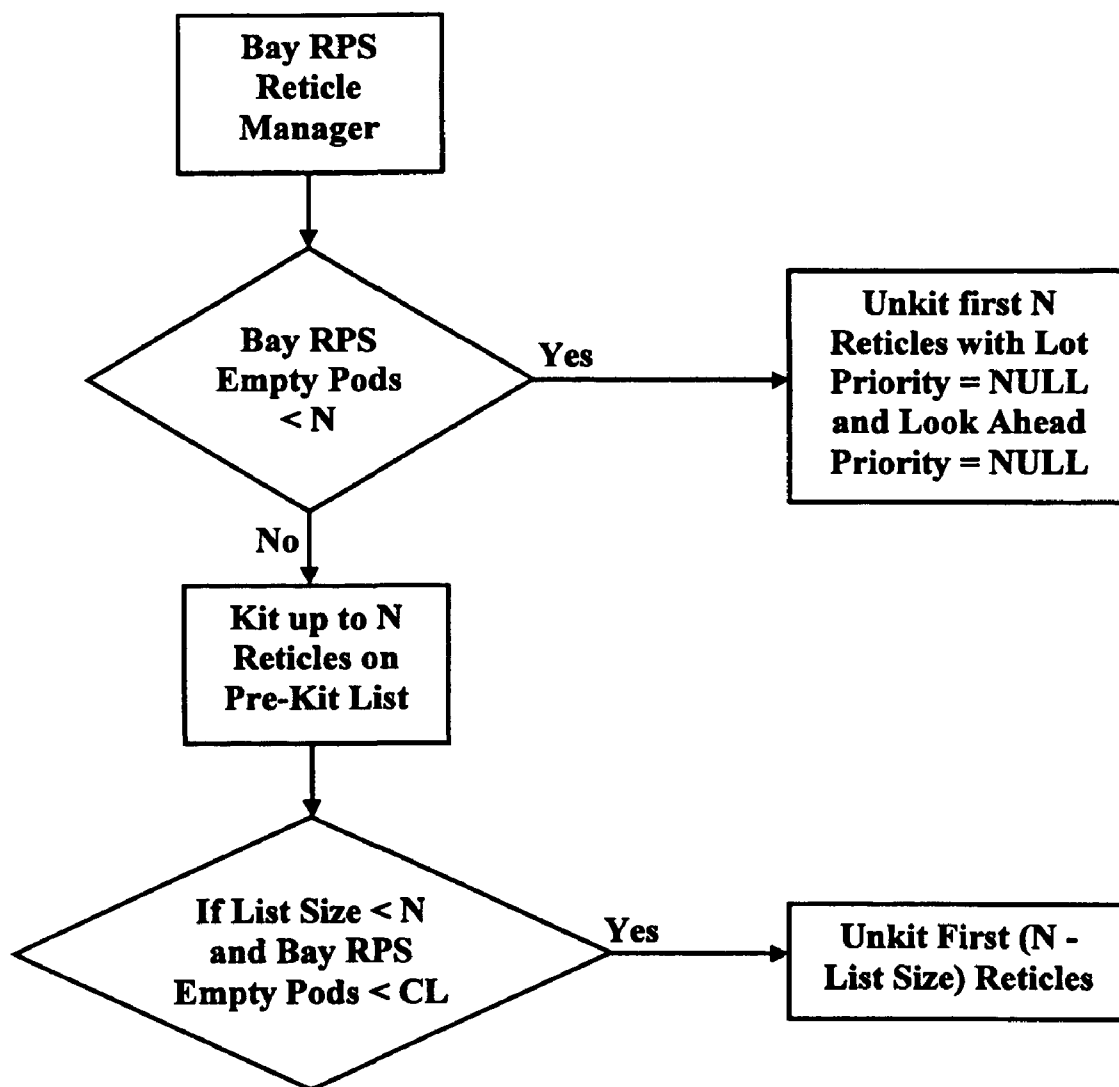 Bay RPS
Reticle
Manager
Bay RPS
Empty Pods
< N
Yes
Unkit first N
Reticles with Lot
Priority = NULL
and Look Ahead
Priority = NULL
No
Kit up to N
Reticles on
Pre-Kit List
If List Size < N
and Bay RPS
Empty Pods < CL
Yes
Unkit First (N -
List Size) Reticles